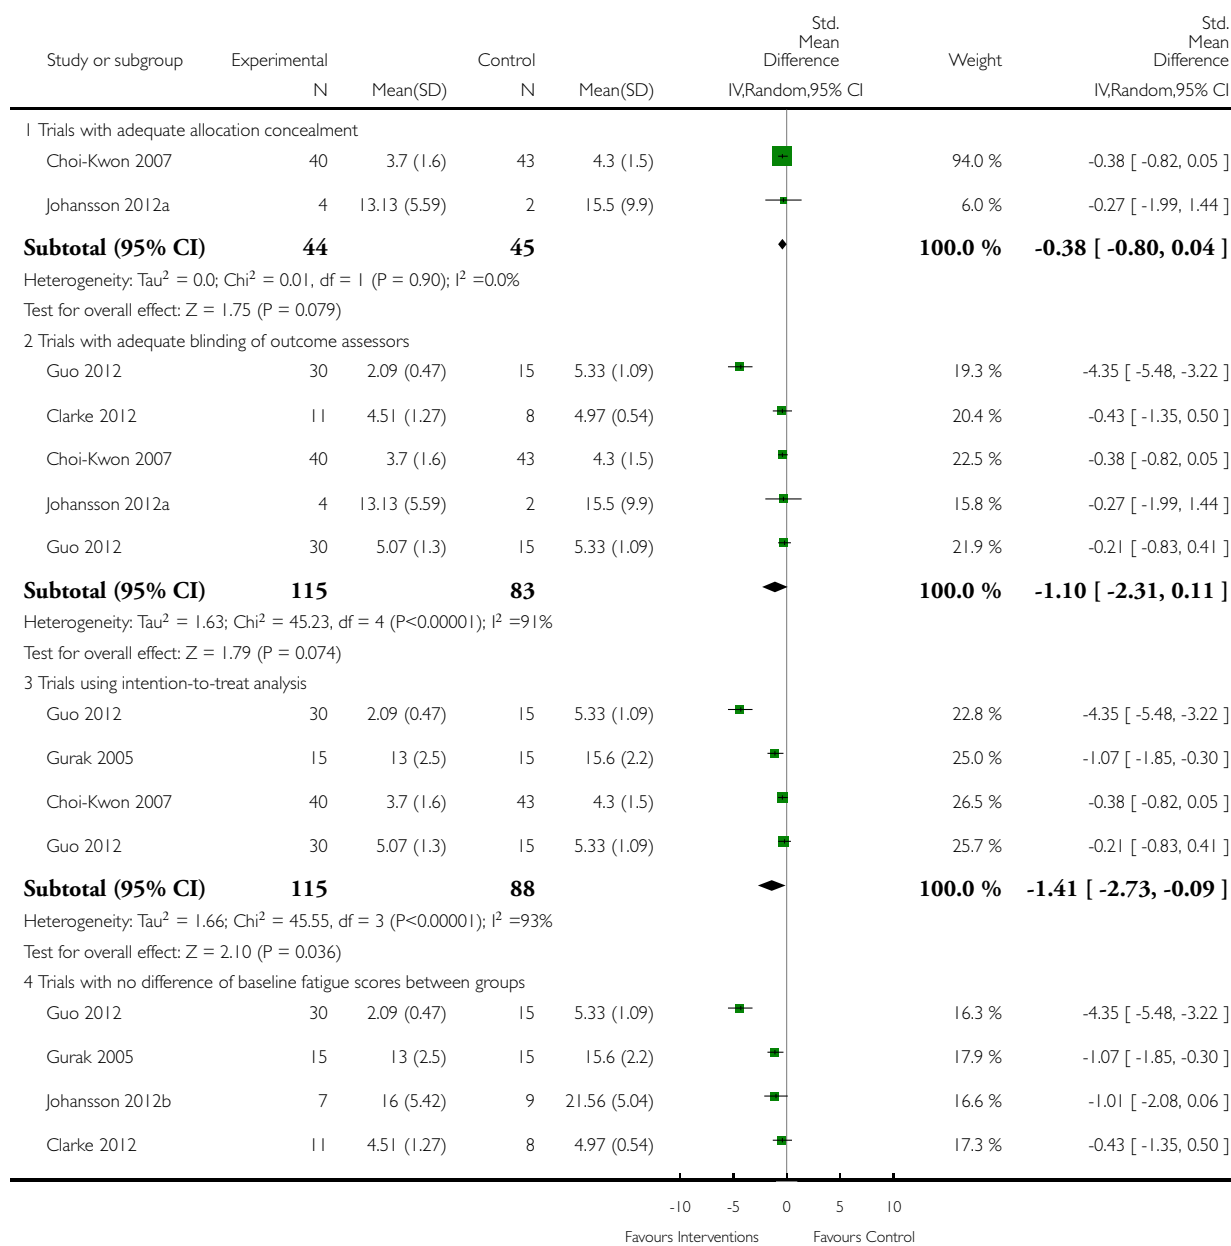 Study or subgroup Experimental Control Std. Mean Difference Weight Std. Mean Difference
N Mean(SD) N Mean(SD) IV,Random,95% CI IV,Random,95% CI
1 Trials with adequate allocation concealment
Choi-Kwon 2007 40 3.7 (1.6) 43 4.3 (1.5) 94.0 % -0.38 [ -0.82, 0.05 ]
Johansson 2012a 4 13.13 (5.59) 2 15.5 (9.9) 6.0 % -0.27 [ -1.99, 1.44 ]
Subtotal (95% CI) 44 45 100.0 % -0.38 [ -0.80, 0.04 ]
Heterogeneity: Tau² = 0.0; Chi² = 0.01, df = 1 (P = 0.90); I² =0.0%
Test for overall effect: Z = 1.75 (P = 0.079)
2 Trials with adequate blinding of outcome assessors
Guo 2012 30 2.09 (0.47) 15 5.33 (1.09) 19.3 % -4.35 [ -5.48, -3.22 ]
Clarke 2012 11 4.51 (1.27) 8 4.97 (0.54) 20.4 % -0.43 [ -1.35, 0.50 ]
Choi-Kwon 2007 40 3.7 (1.6) 43 4.3 (1.5) 22.5 % -0.38 [ -0.82, 0.05 ]
Johansson 2012a 4 13.13 (5.59) 2 15.5 (9.9) 15.8 % -0.27 [ -1.99, 1.44 ]
Guo 2012 30 5.07 (1.3) 15 5.33 (1.09) 21.9 % -0.21 [ -0.83, 0.41 ]
Subtotal (95% CI) 115 83 100.0 % -1.10 [ -2.31, 0.11 ]
Heterogeneity: Tau² = 1.63; Chi² = 45.23, df = 4 (P<0.00001); I² =91%
Test for overall effect: Z = 1.79 (P = 0.074)
3 Trials using intention-to-treat analysis
Guo 2012 30 2.09 (0.47) 15 5.33 (1.09) 22.8 % -4.35 [ -5.48, -3.22 ]
Gurak 2005 15 13 (2.5) 15 15.6 (2.2) 25.0 % -1.07 [ -1.85, -0.30 ]
Choi-Kwon 2007 40 3.7 (1.6) 43 4.3 (1.5) 26.5 % -0.38 [ -0.82, 0.05 ]
Guo 2012 30 5.07 (1.3) 15 5.33 (1.09) 25.7 % -0.21 [ -0.83, 0.41 ]
Subtotal (95% CI) 115 88 100.0 % -1.41 [ -2.73, -0.09 ]
Heterogeneity: Tau² = 1.66; Chi² = 45.55, df = 3 (P<0.00001); I² =93%
Test for overall effect: Z = 2.10 (P = 0.036)
4 Trials with no difference of baseline fatigue scores between groups
Guo 2012 30 2.09 (0.47) 15 5.33 (1.09) 16.3 % -4.35 [ -5.48, -3.22 ]
Gurak 2005 15 13 (2.5) 15 15.6 (2.2) 17.9 % -1.07 [ -1.85, -0.30 ]
Johansson 2012b 7 16 (5.42) 9 21.56 (5.04) 16.6 % -1.01 [ -2.08, 0.06 ]
Clarke 2012 11 4.51 (1.27) 8 4.97 (0.54) 17.3 % -0.43 [ -1.35, 0.50 ]
-10 -5 0 5 10
Favours Interventions Favours Control